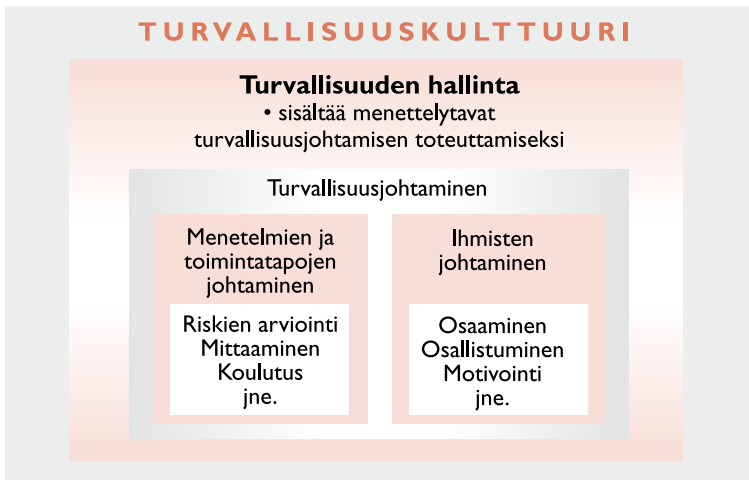 TURVALLISUUSKULTTUURI
Turvallisuuden hallinta
• sisältää menettelytavat
turvallisuusjohtamisen toteuttamiseksi
Turvallisuusjohtaminen
Menetelmien ja
toimintatapojen
johtaminen
Riskien arviointi
Mittaaminen
Koulutus
jne.
Ihmisten
johtaminen
Osaaminen
Osallistuminen
Motivointi
jne.